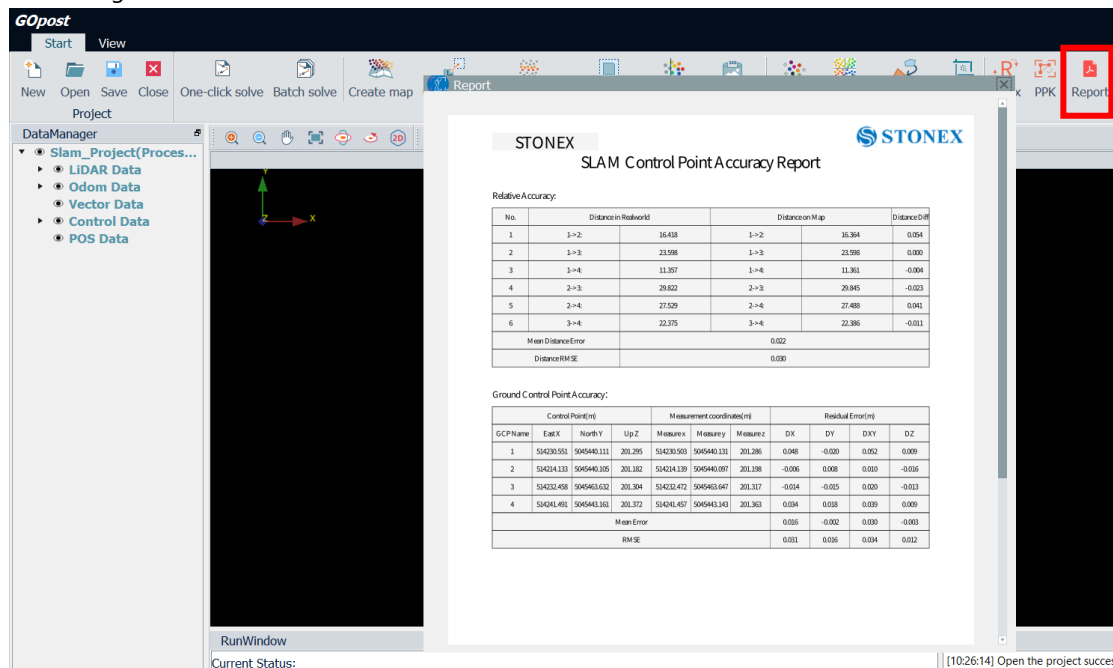 GOpost
Start View
New Open Save Close One-click solve Batch solve Create map PPK Report
Project
DataManager
Slam_Project(Proces...
LiDAR Data
Odom Data
Vector Data
Control Data
POS Data
2D
Y
Z X
Report
STONEX
STONEX
SLAM Control Point Accuracy Report
Relative Accuracy:
No. Distance in Realworld Distance on Map Distance Diff
1 1->2: 16.418 1->2: 16.364 0.054
2 1->3: 23.598 1->3: 23.598 0.000
3 1->4: 11.357 1->4: 11.361 -0.004
4 2->3: 29.822 2->3: 29.845 -0.023
5 2->4: 27.529 2->4: 27.488 0.041
6 3->4: 22.375 3->4: 22.386 -0.011
Mean Distance Error 0.022
Distance RMSE 0.030
Ground Control Point Accuracy:
Control Point(m) Measurement coordinates(m) Residual Error(m)
GCP Name East X North Y Up Z Measure x Measure y Measure z DX DY DXY DZ
1 514230.551 5045440.111 201.295 514230.503 5045440.131 201.286 0.048 -0.020 0.052 0.009
2 514214.133 5045440.105 201.182 514214.139 5045440.097 201.198 -0.006 0.008 0.010 -0.016
3 514232.458 5045463.632 201.304 514232.472 5045463.647 201.317 -0.014 -0.015 0.020 -0.013
4 514241.491 5045443.161 201.372 514241.457 5045443.143 201.363 0.034 0.018 0.039 0.009
Mean Error 0.016 -0.002 0.030 -0.003
RMSE 0.031 0.016 0.034 0.012
RunWindow
Current Status:
[10:26:14] Open the project succes